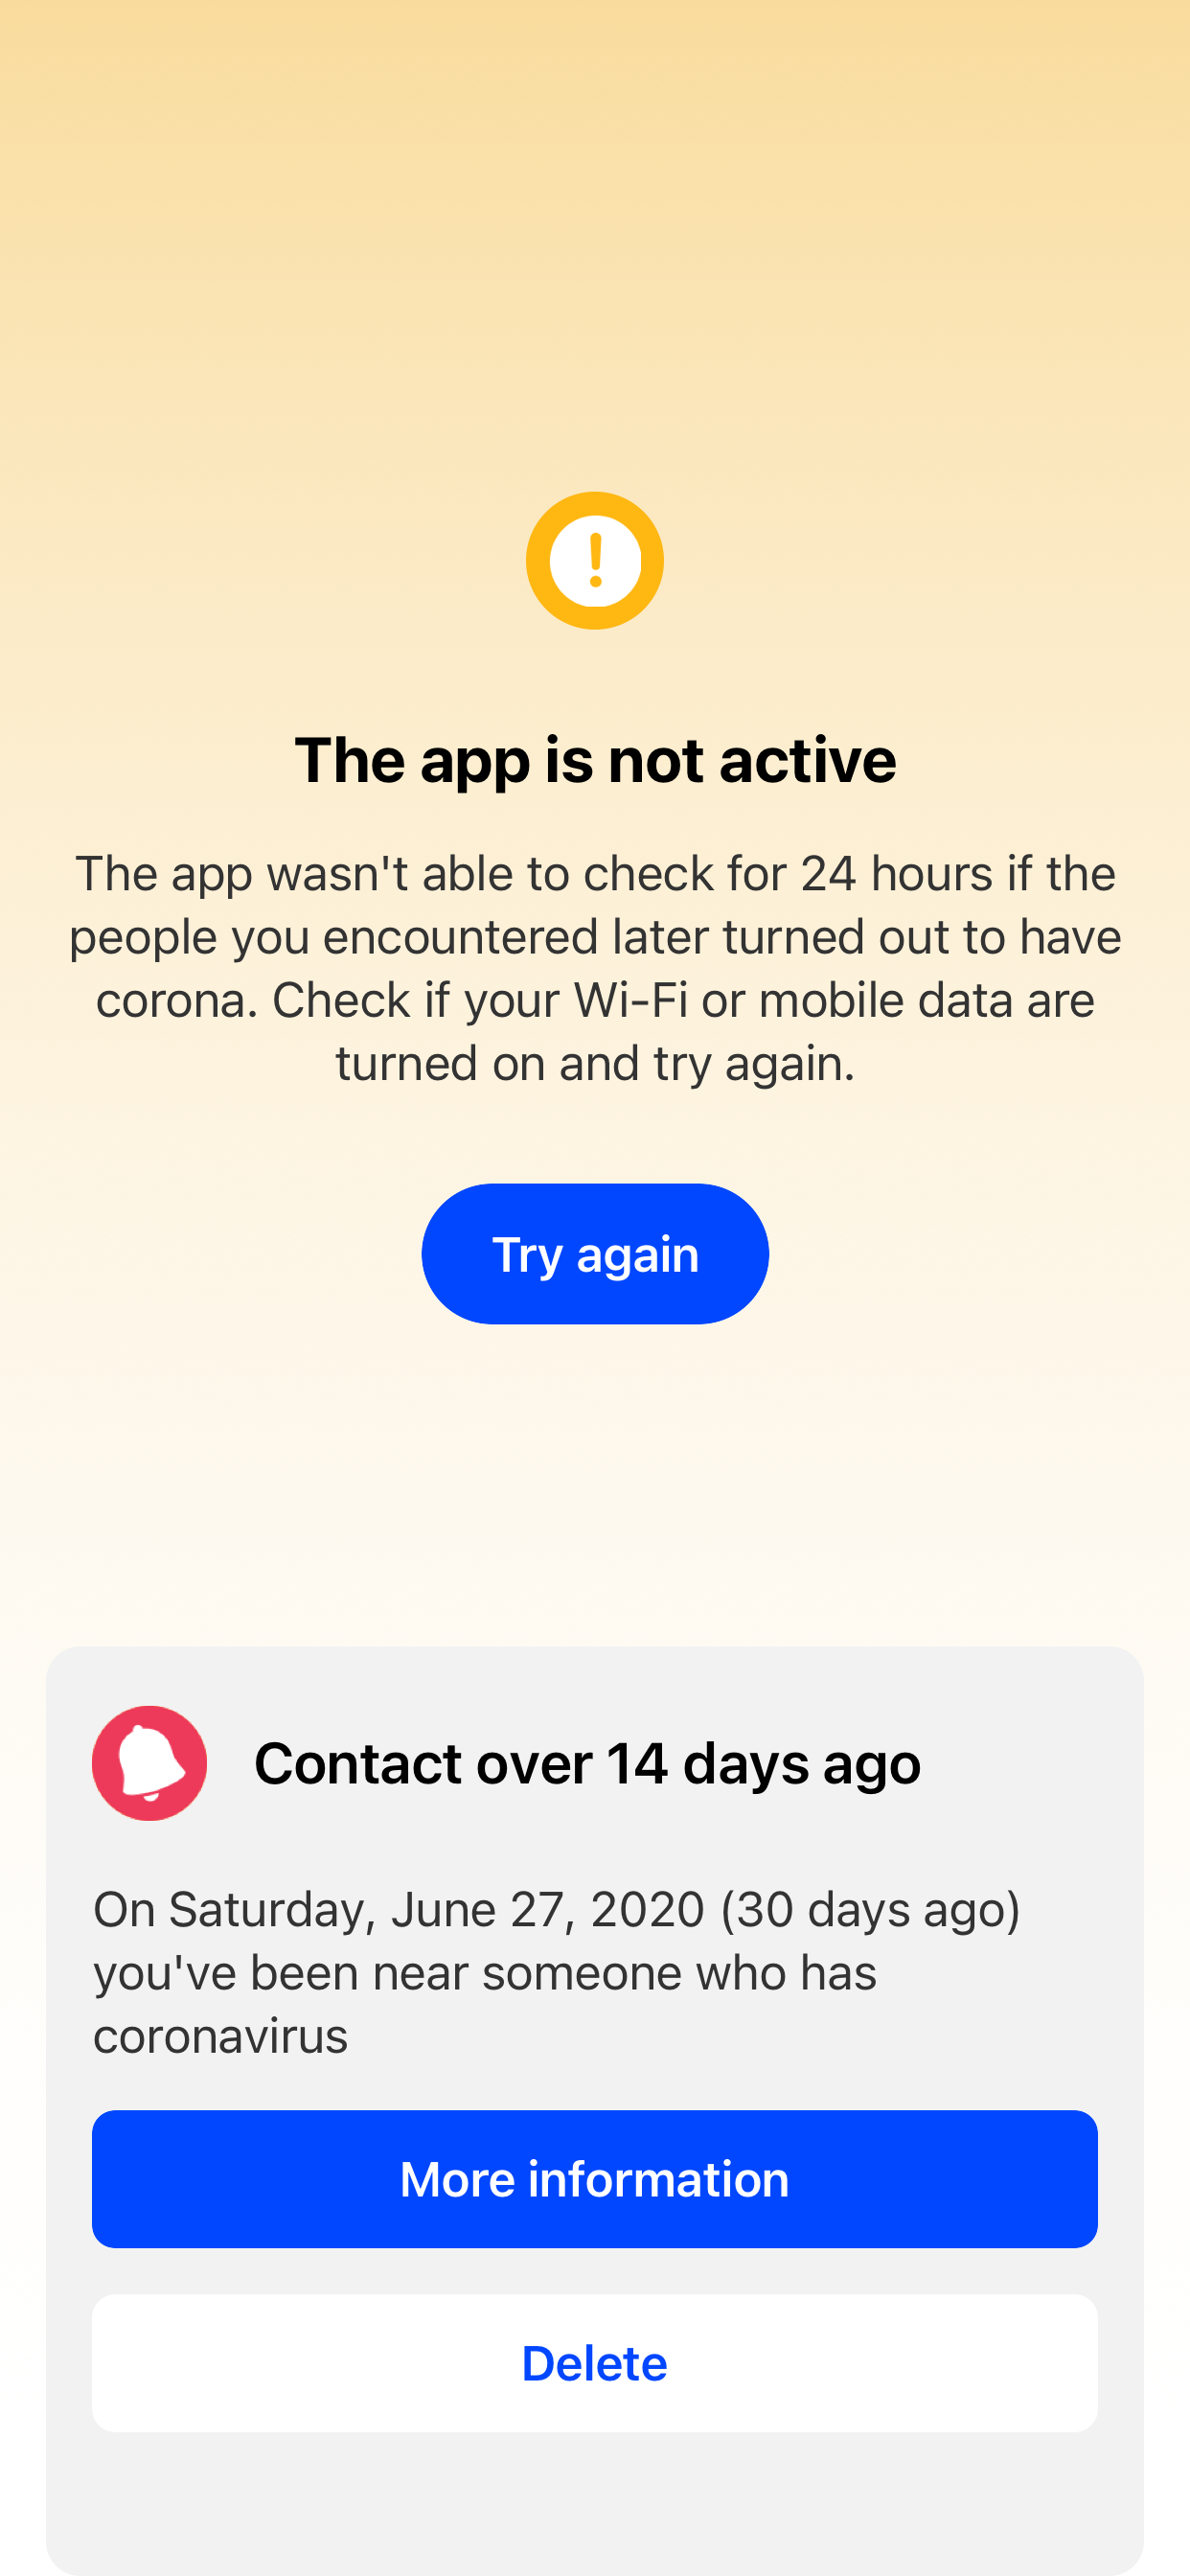 The app is not active
The app wasn't able to check for 24 hours if the
people you encountered later turned out to have
corona. Check if your Wi-Fi or mobile data are
turned on and try again.
Try again
Contact over 14 days ago
On Saturday, June 27, 2020 (30 days ago)
you've been near someone who has
coronavirus
More information
Delete